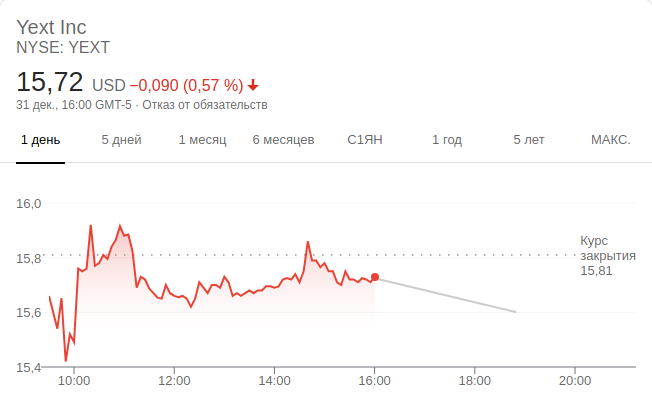 Yext Inc
NYSE: YEXT
15,72 USD −0,090 (0,57 %)
31 дек., 16:00 GMT-5 · Отказ от обязательств
1 день 5 дней 1 месяц 6 месяцев С1ЯН 1 год 5 лет МАКС.
16,0
Курс
закрытия
15,81
15,8
15,6
15,4
10:00 12:00 14:00 16:00 18:00 20:00